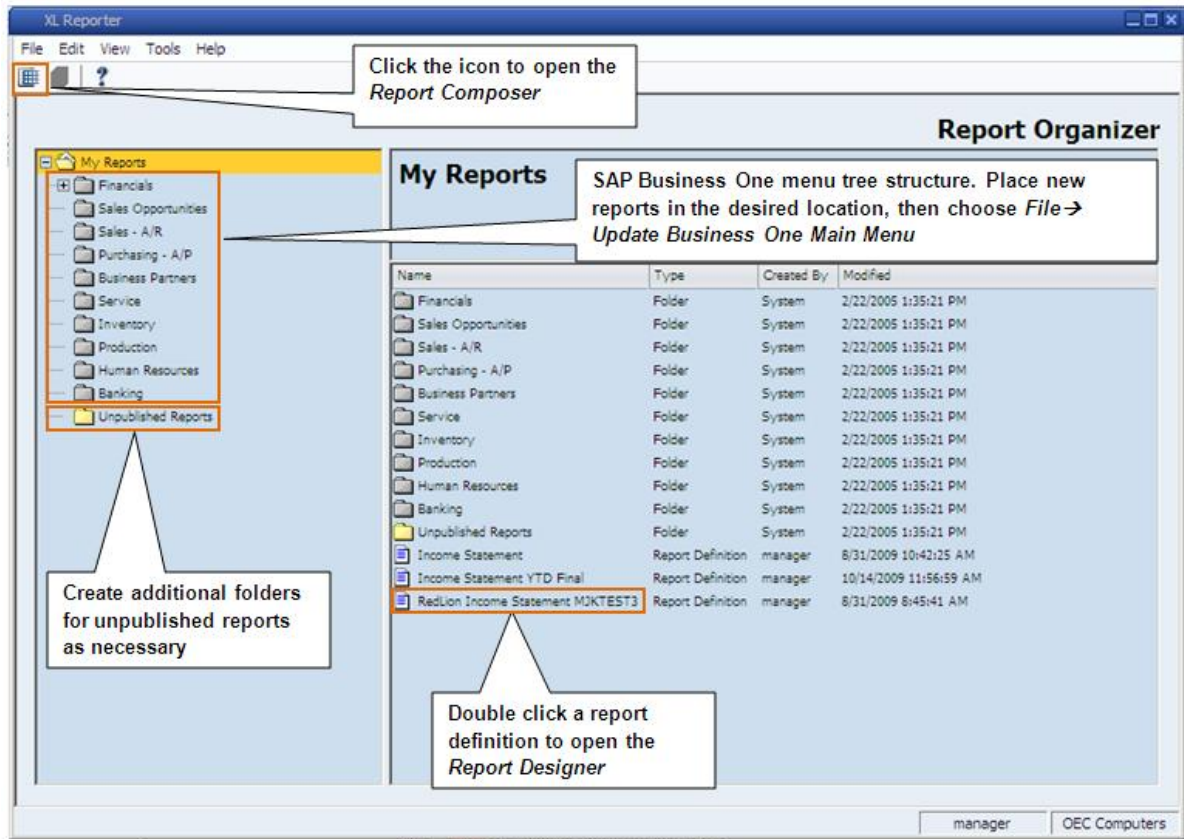 XL Reporter
File Edit View Tools Help
?
Click the icon to open the
Report Composer
Report Organizer
My Reports
Financials
Sales Opportunities
Sales - A/R
Purchasing - A/P
Business Partners
Service
Inventory
Production
Human Resources
Banking
Unpublished Reports
My Reports
SAP Business One menu tree structure. Place new
reports in the desired location, then choose File→
Update Business One Main Menu
Name Type Created By Modified
Financials Folder System 2/22/2005 1:35:21 PM
Sales Opportunities Folder System 2/22/2005 1:35:21 PM
Sales - A/R Folder System 2/22/2005 1:35:21 PM
Purchasing - A/P Folder System 2/22/2005 1:35:21 PM
Business Partners Folder System 2/22/2005 1:35:21 PM
Service Folder System 2/22/2005 1:35:21 PM
Inventory Folder System 2/22/2005 1:35:21 PM
Production Folder System 2/22/2005 1:35:21 PM
Human Resources Folder System 2/22/2005 1:35:21 PM
Banking Folder System 2/22/2005 1:35:21 PM
Unpublished Reports Folder System 2/22/2005 1:35:21 PM
Income Statement Report Definition manager 8/31/2009 10:42:25 AM
Income Statement YTD Final Report Definition manager 10/14/2009 11:56:59 AM
RedLion Income Statement MJKTEST3 Report Definition manager 8/31/2009 8:45:41 AM
Create additional folders
for unpublished reports
as necessary
Double click a report
definition to open the
Report Designer
manager OEC Computers